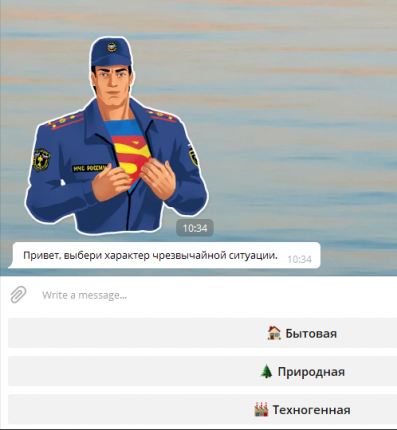 МЧС РОССИИ
10:34
Привет, выбери характер чрезвычайной ситуации.
10:34
Write a message...
Бытовая
Природная
Техногенная